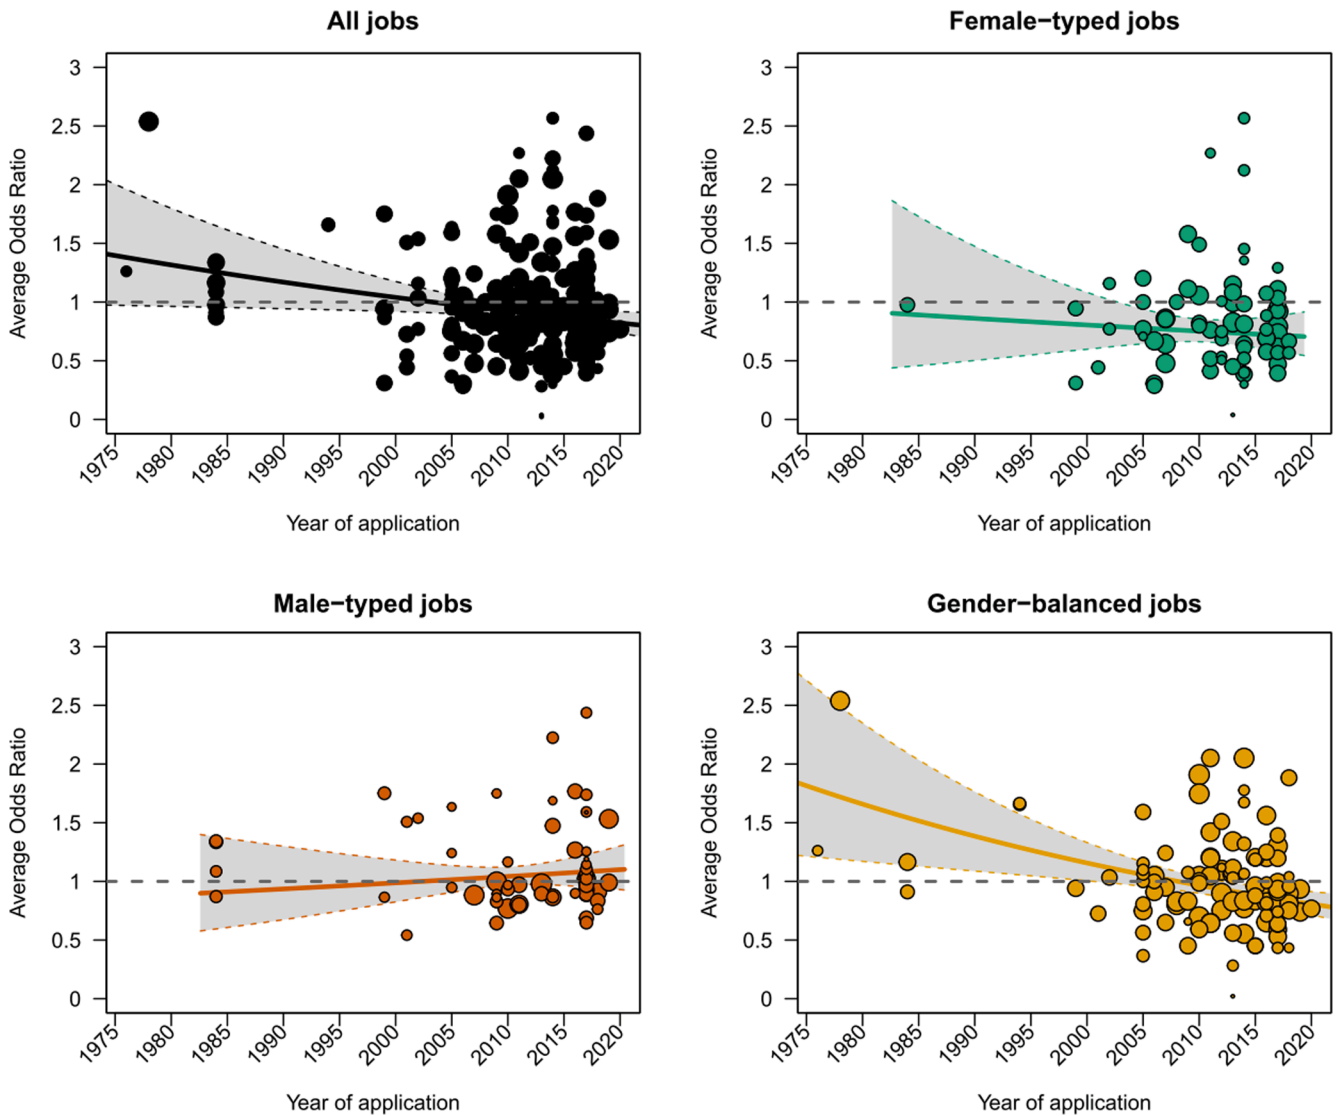 All jobs
Average Odds Ratio
3
2.5
2
1.5
1
0.5
0
1975 1980 1985 1990 1995 2000 2005 2010 2015 2020
Year of application
Female−typed jobs
Average Odds Ratio
3
2.5
2
1.5
1
0.5
0
1975 1980 1985 1990 1995 2000 2005 2010 2015 2020
Year of application
Male−typed jobs
Average Odds Ratio
3
2.5
2
1.5
1
0.5
0
1975 1980 1985 1990 1995 2000 2005 2010 2015 2020
Year of application
Gender−balanced jobs
Average Odds Ratio
3
2.5
2
1.5
1
0.5
0
1975 1980 1985 1990 1995 2000 2005 2010 2015 2020
Year of application